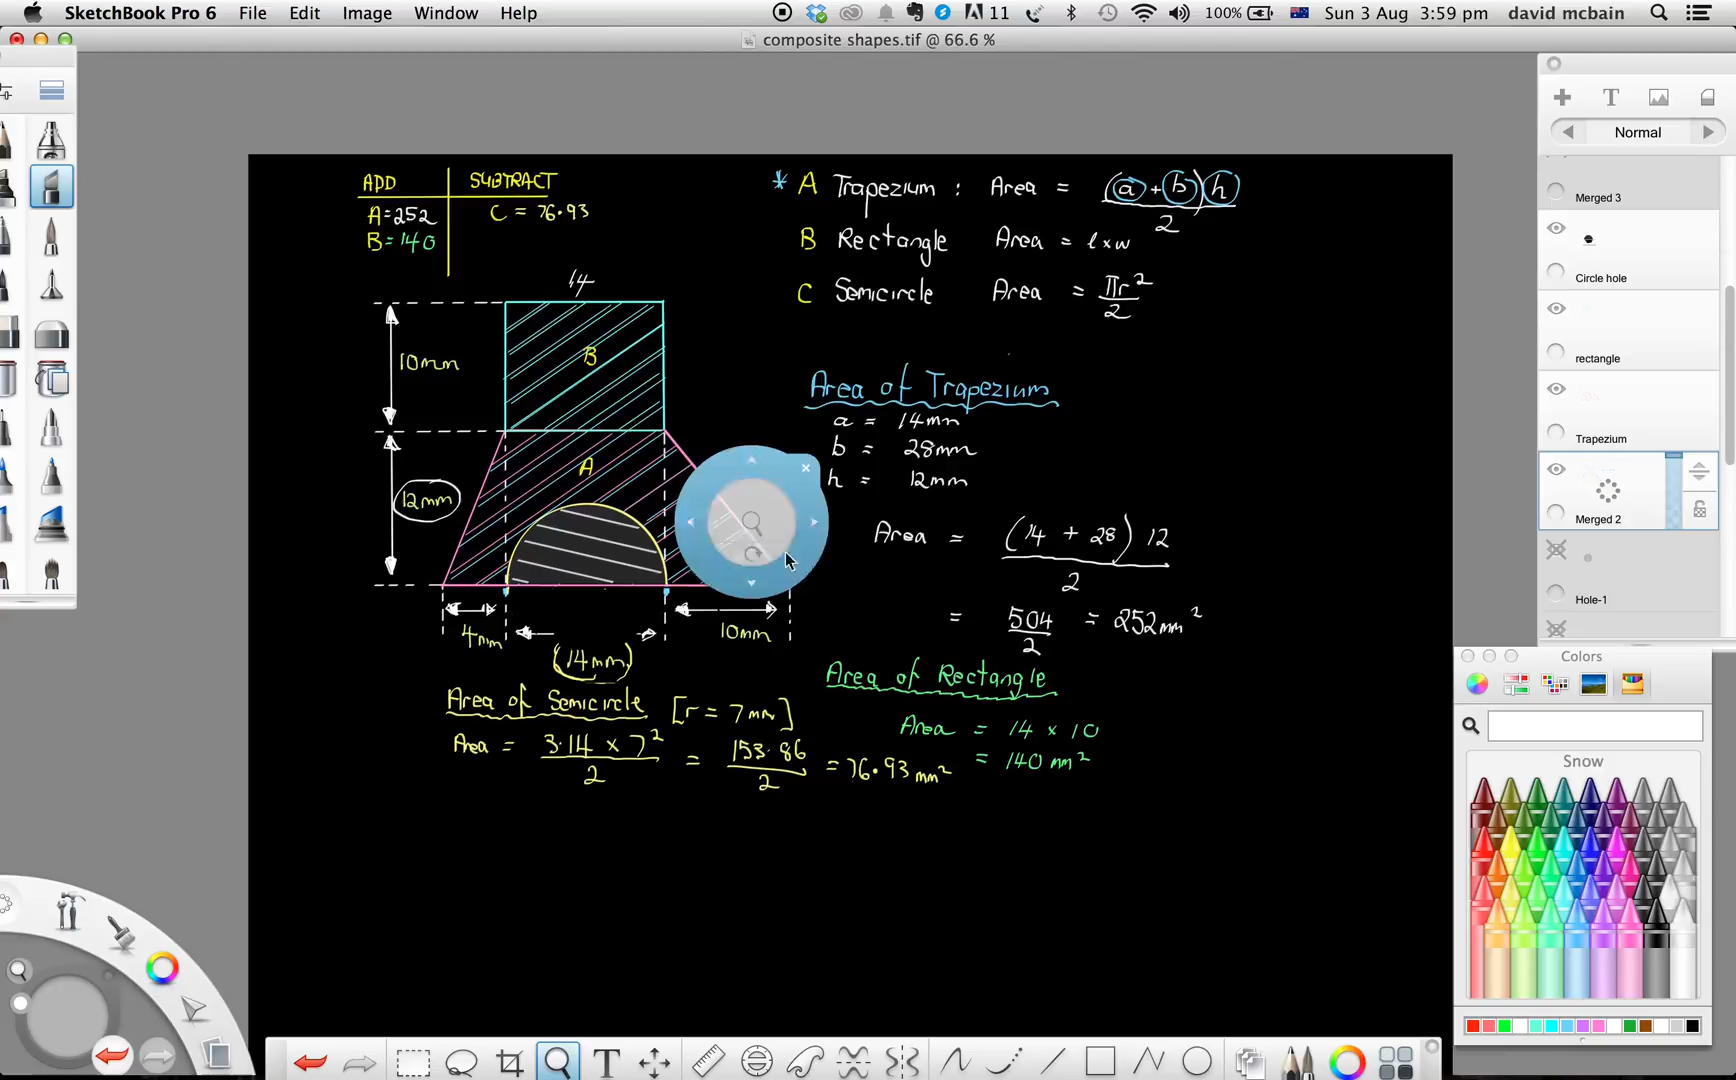 SketchBook Pro 6 File Edit Image Window Help
11 100% Sun 3 Aug 3:59 pm david mcbain
composite shapes.tif @ 66.6 %
ADD SUBTRACT
A=252 C = 76.93
B=140
* A Trapezium : Area = (a + b)h
2
B Rectangle Area = l x w
C Semicircle Area = πr²
2
14
10mm
B
12mm
A
4mm
14mm
10mm
Area of Trapezium
a = 14mm
b = 28mm
h = 12mm
Area = (14 + 28) 12
2
= 504 = 252mm²
2
Area of Rectangle
Area = 14 x 10
= 140 mm²
Area of Semicircle [r = 7mm]
Area = 3.14 x 7² = 153.86 = 76.93 mm²
2 2
Normal
Merged 3
Circle hole
rectangle
Trapezium
Merged 2
Hole-1
Colors
Snow
T
T